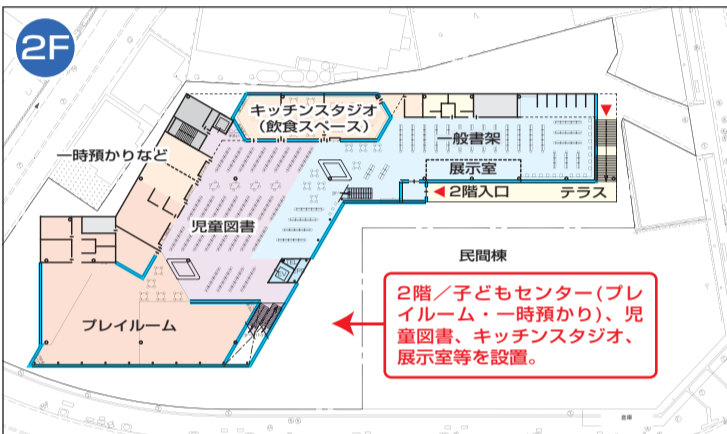 2F
キッチンスタジオ
(飲食スペース)
一時預かりなど
一般書架
展示室
2階入口
テラス
児童図書
民間棟
プレイルーム
2階／子どもセンター(プレ
イルーム・一時預かり)、児
童図書、キッチンスタジオ、
展示室等を設置。
倉庫